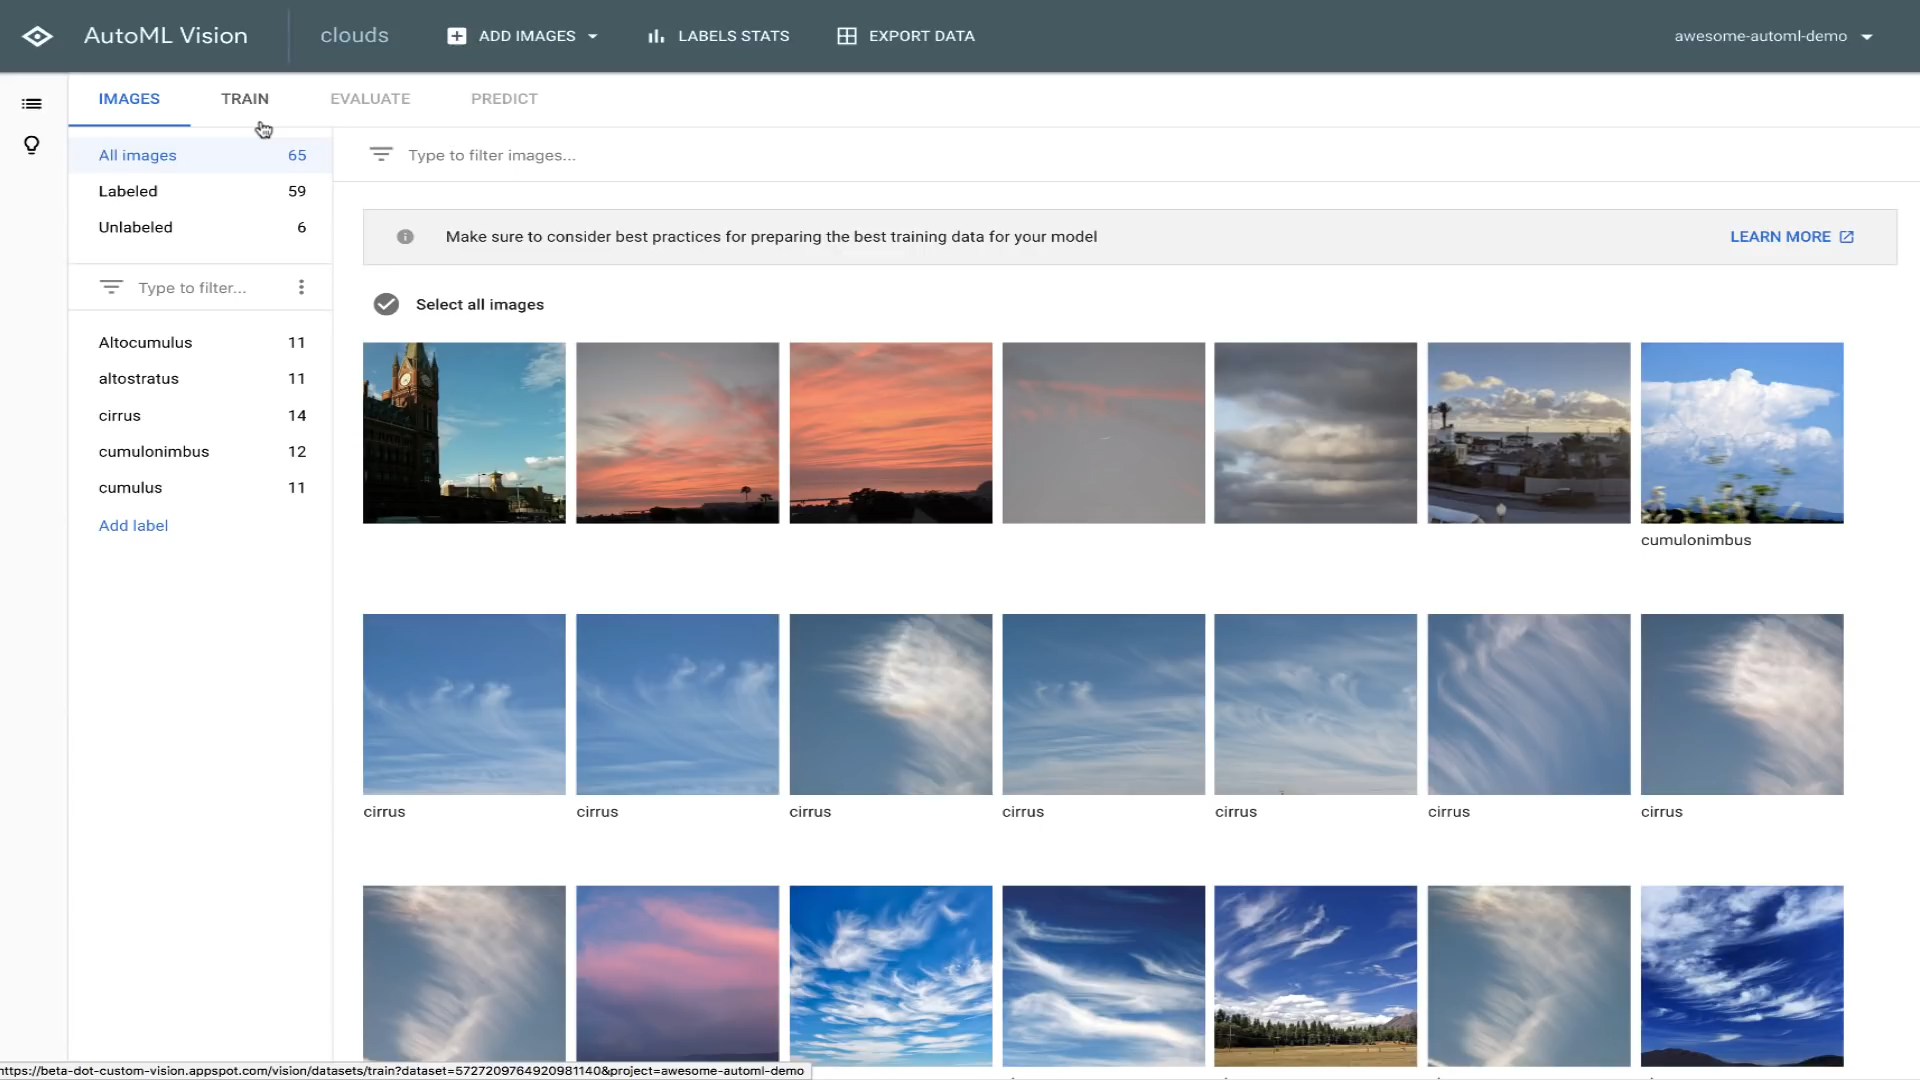 AutoML Vision
clouds
ADD IMAGES
LABELS STATS
EXPORT DATA
awesome-automl-demo
IMAGES
TRAIN
EVALUATE
PREDICT
All images 65
Labeled 59
Unlabeled 6
Type to filter...
Altocumulus 11
altostratus 11
cirrus 14
cumulonimbus 12
cumulus 11
Add label
Type to filter images...
Make sure to consider best practices for preparing the best training data for your model
LEARN MORE
Select all images
cumulonimbus
cirrus
cirrus
cirrus
cirrus
cirrus
cirrus
cirrus
https://beta-dot-custom-vision.appspot.com/vision/datasets/train?dataset=5727209764920981140&project=awesome-automl-demo